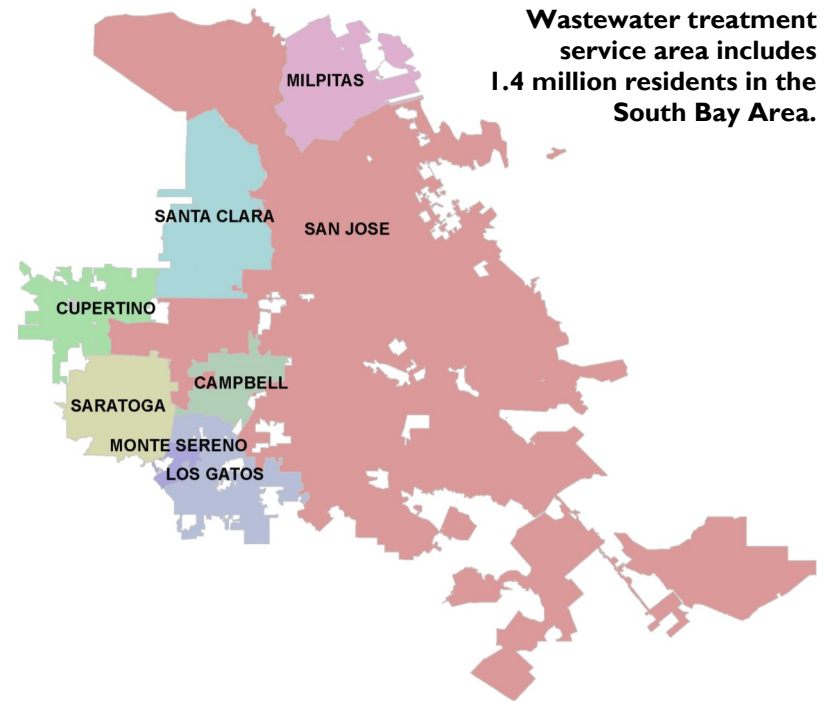 Wastewater treatment
service area includes
1.4 million residents in the
South Bay Area.
MILPITAS
SANTA CLARA
SAN JOSE
CUPERTINO
CAMPBELL
SARATOGA
MONTE SERENO
LOS GATOS